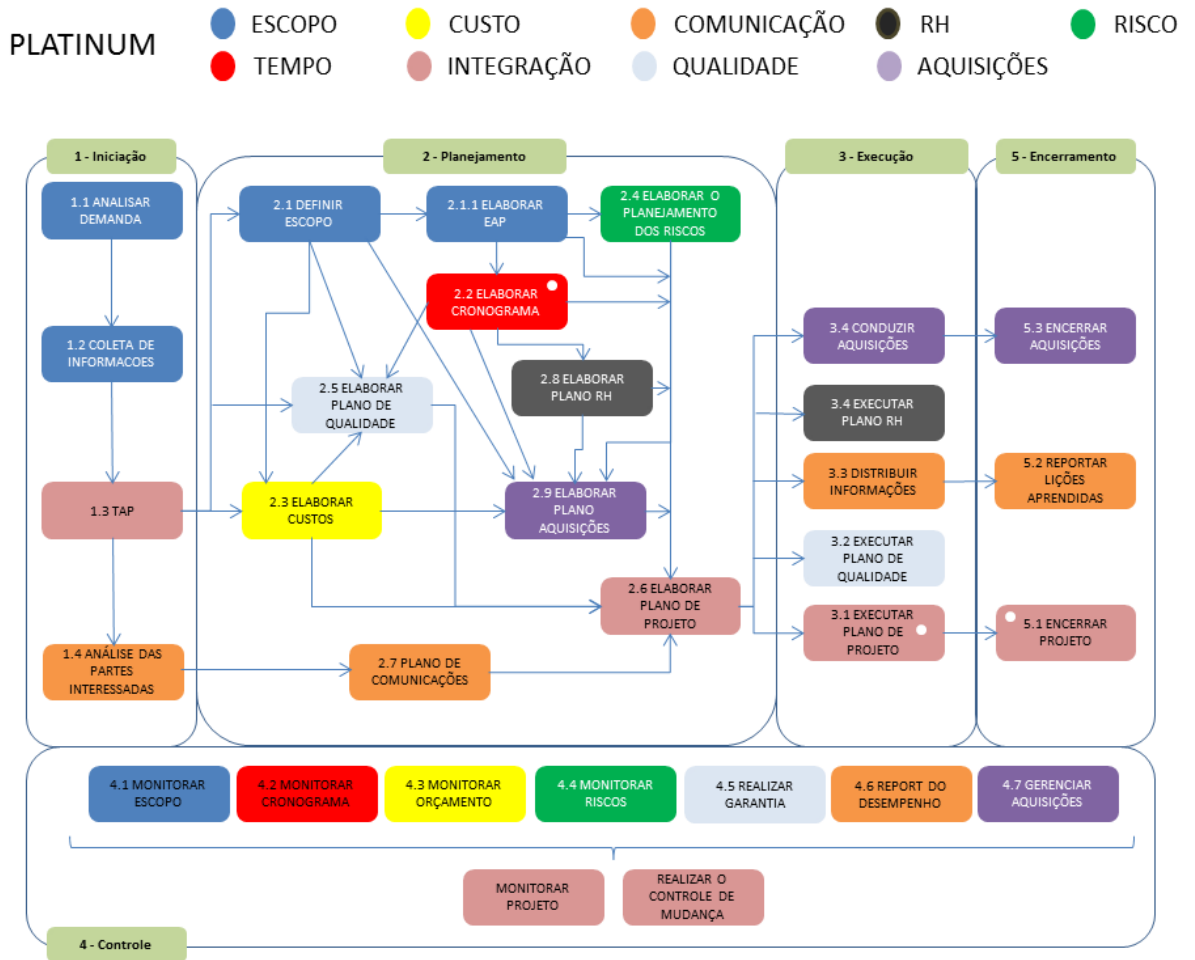 PLATINUM
ESCOPO
CUSTO
COMUNICAÇÃO
RH
RISCO
TEMPO
INTEGRAÇÃO
QUALIDADE
AQUISIÇÕES
1 - Iniciação
2 - Planejamento
3 - Execução
5 - Encerramento
1.1 ANALISAR
DEMANDA
1.2 COLETA DE
INFORMACOES
1.3 TAP
1.4 ANÁLISE DAS
PARTES
INTERESSADAS
2.1 DEFINIR
ESCOPO
2.1.1 ELABORAR
EAP
2.4 ELABORAR O
PLANEJAMENTO
DOS RISCOS
2.2 ELABORAR
CRONOGRAMA
2.8 ELABORAR
PLANO RH
2.5 ELABORAR
PLANO DE
QUALIDADE
2.3 ELABORAR
CUSTOS
2.9 ELABORAR
PLANO
AQUISIÇÕES
2.6 ELABORAR
PLANO DE
PROJETO
2.7 PLANO DE
COMUNICAÇÕES
3.4 CONDUZIR
AQUISIÇÕES
3.4 EXECUTAR
PLANO RH
3.3 DISTRIBUIR
INFORMAÇÕES
3.2 EXECUTAR
PLANO DE
QUALIDADE
3.1 EXECUTAR
PLANO DE
PROJETO
5.3 ENCERRAR
AQUISIÇÕES
5.2 REPORTAR
LIÇÕES
APRENDIDAS
5.1 ENCERRAR
PROJETO
4.1 MONITORAR
ESCOPO
4.2 MONITORAR
CRONOGRAMA
4.3 MONITORAR
ORÇAMENTO
4.4 MONITORAR
RISCOS
4.5 REALIZAR
GARANTIA
4.6 REPORT DO
DESEMPENHO
4.7 GERENCIAR
AQUISIÇÕES
MONITORAR
PROJETO
REALIZAR O
CONTROLE DE
MUDANÇA
4 - Controle